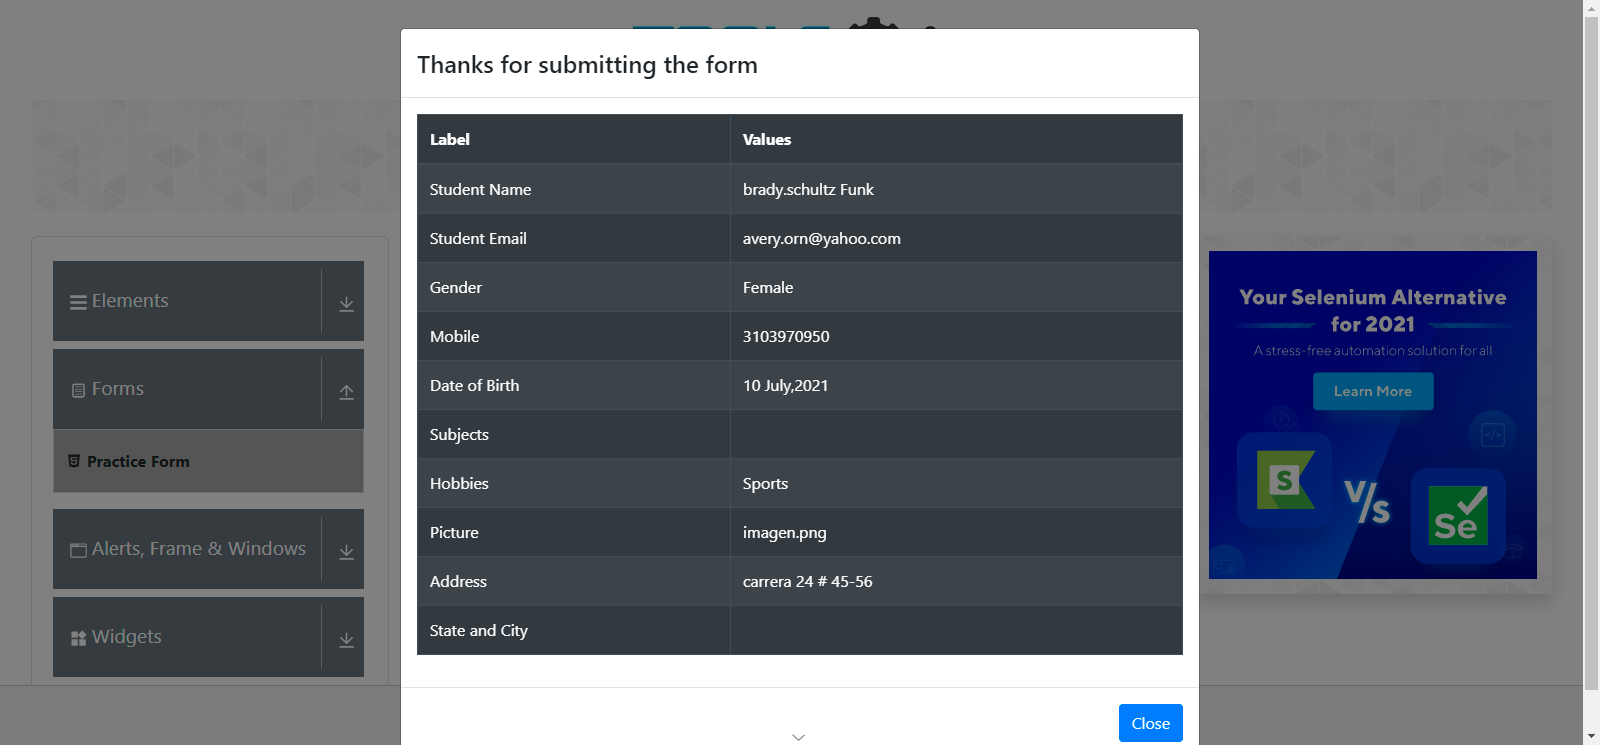 Thanks for submitting the form
Label Values
Student Name brady.schultz Funk
Student Email avery.orn@yahoo.com
Gender Female
Mobile 3103970950
Date of Birth 10 July,2021
Subjects
Hobbies Sports
Picture imagen.png
Address carrera 24 # 45-56
State and City
Close
Elements
Forms
Practice Form
Alerts, Frame & Windows
Widgets
Your Selenium Alternative
for 2021
A stress-free automation solution for all
Learn More
S
V/s
Se